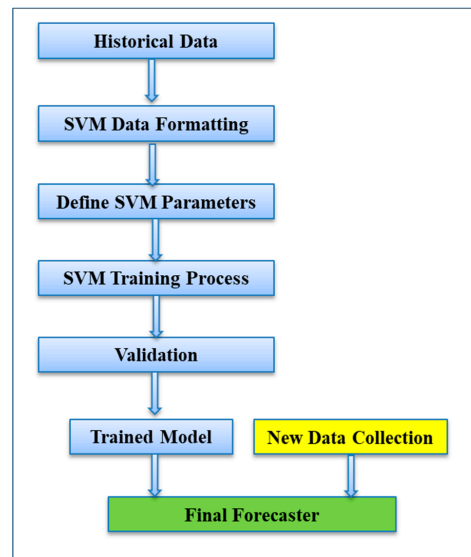 Historical Data
SVM Data Formatting
Define SVM Parameters
SVM Training Process
Validation
Trained Model
New Data Collection
Final Forecaster